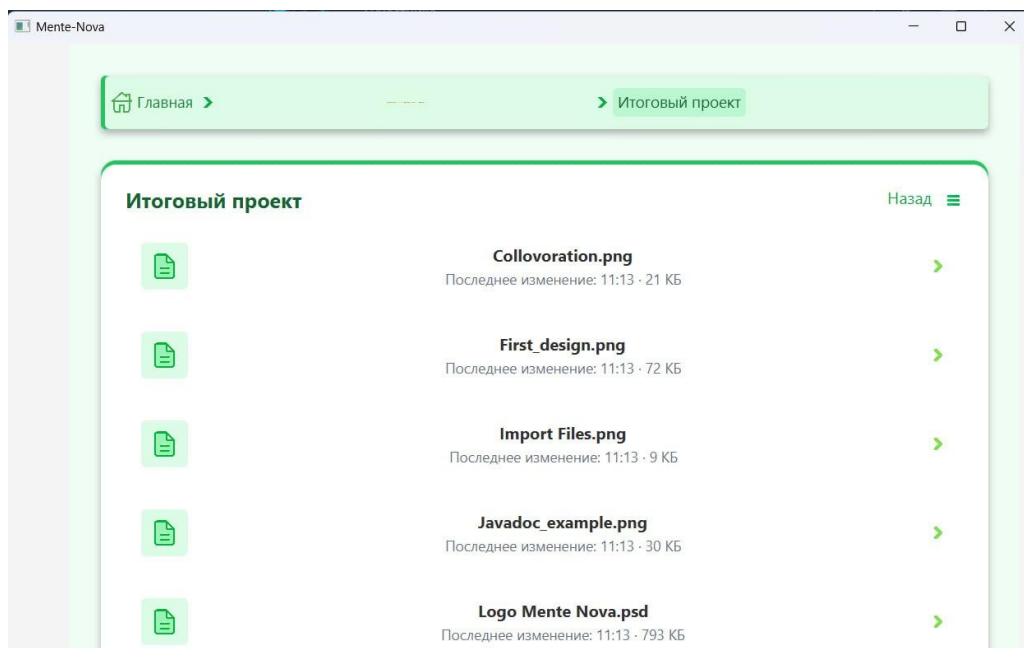 Mente-Nova
Главная
Итоговый проект
Итоговый проект
Назад
Collovoration.png
Последнее изменение: 11:13 · 21 КБ
First_design.png
Последнее изменение: 11:13 · 72 КБ
Import Files.png
Последнее изменение: 11:13 · 9 КБ
Javadoc_example.png
Последнее изменение: 11:13 · 30 КБ
Logo Mente Nova.psd
Последнее изменение: 11:13 · 793 КБ